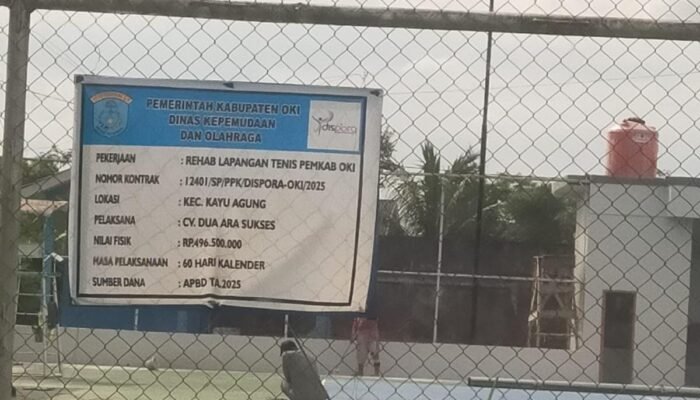 PEMERINTAH KABUPATEN OKI
DINAS KEPEMUDAAN
DAN OLAHRAGA
dispora
PEKERJAAN : REHAB LAPANGAN TENIS PEMKAB OKI
NOMOR KONTRAK : 12401/SP/PPK/DISPORA-OKI/2025
LOKASI : KEC. KAYU AGUNG
PELAKSANA : CV. DUA ARA SUKSES
NILAI FISIK : RP.496.500.000
MASA PELAKSANAAN : 60 HARI KALENDER
SUMBER DANA : APBD TA.2025